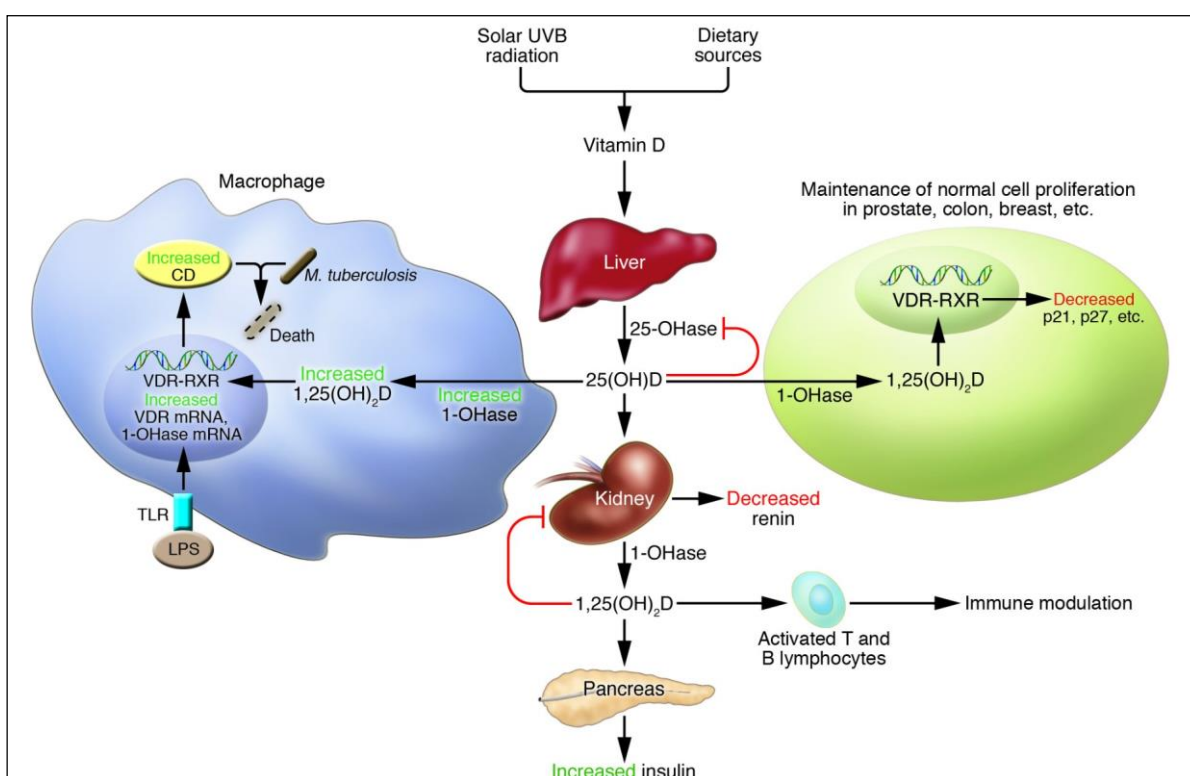 Solar UVB
radiation
Dietary
sources
Vitamin D
Macrophage
Maintenance of normal cell proliferation
in prostate, colon, breast, etc.
Increased
CD
M. tuberculosis
Death
Liver
VDR-RXR
Decreased
p21, p27, etc.
25-OHase
VDR-RXR
Increased
VDR mRNA,
1-OHase mRNA
Increased
1,25(OH)₂D
Increased
1-OHase
25(OH)D
1-OHase
1,25(OH)₂D
TLR
LPS
Kidney
Decreased
renin
1-OHase
1,25(OH)₂D
Activated T and
B lymphocytes
Immune modulation
Pancreas
Increased insulin